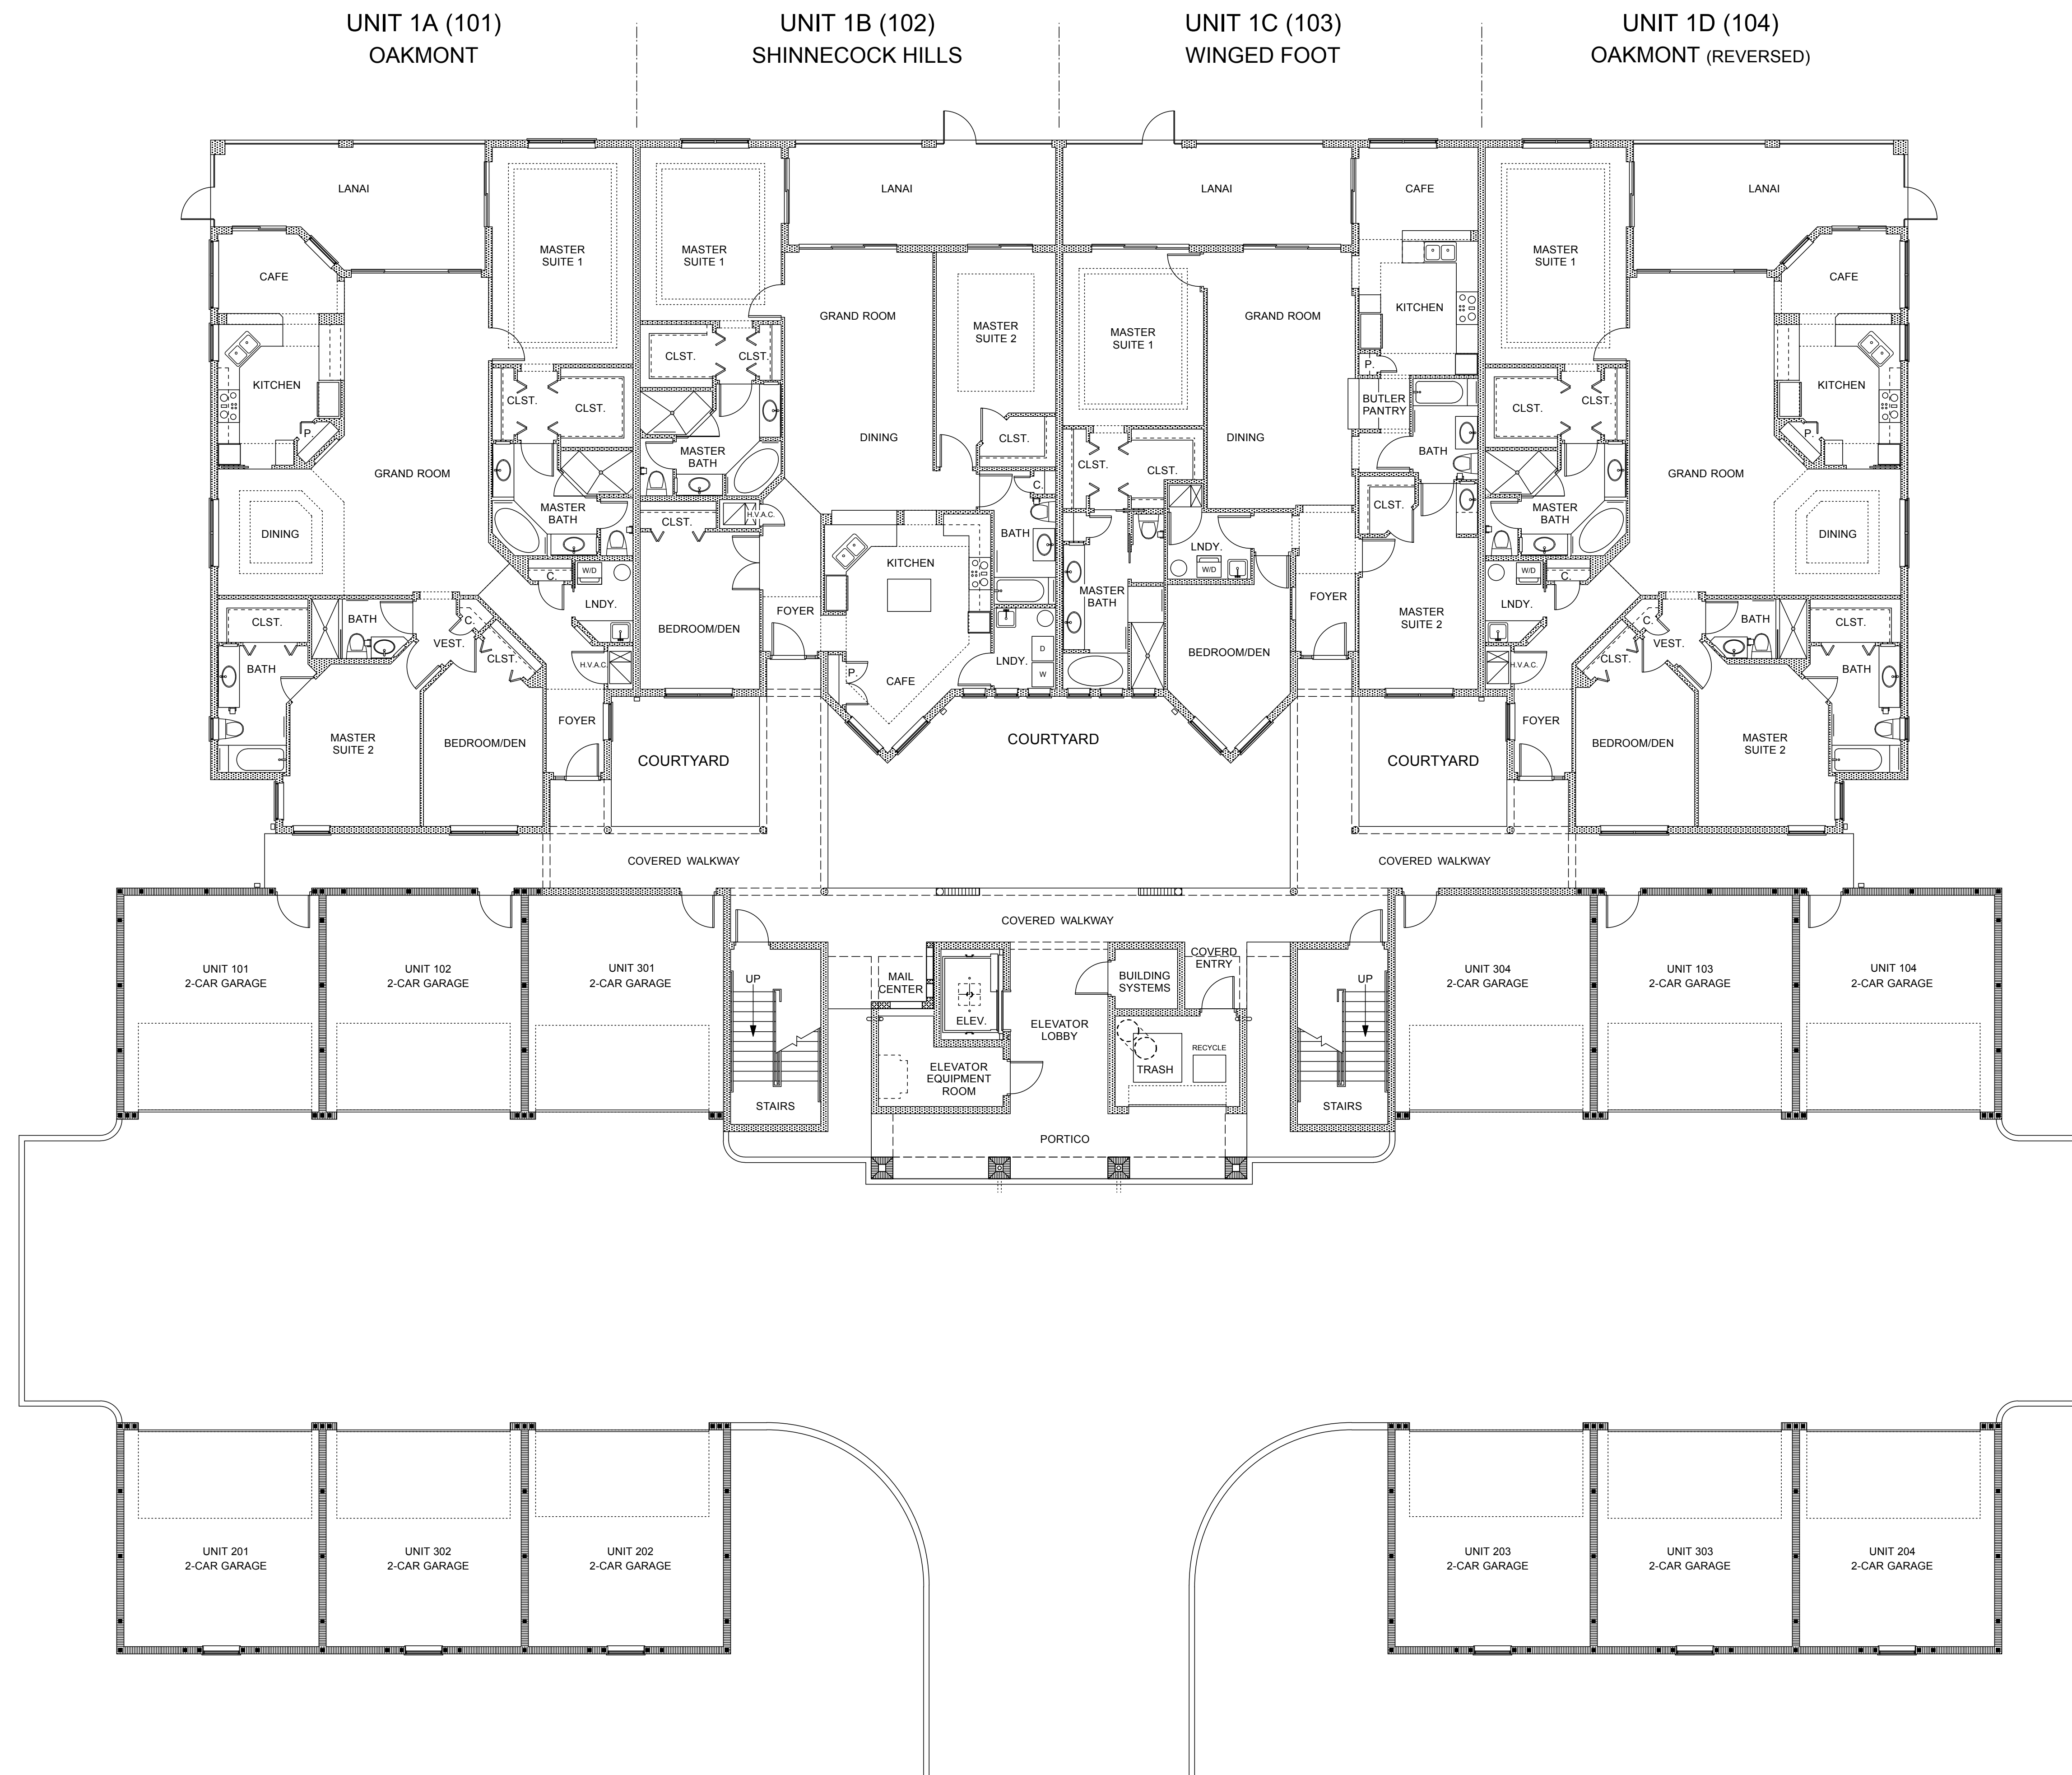 UNIT 1A (101)
OAKMONT
UNIT 1B (102)
SHINNECOCK HILLS
UNIT 1C (103)
WINGED FOOT
UNIT 1D (104)
OAKMONT (REVERSED)
LANAI
CAFE
MASTER
SUITE 1
KITCHEN
P.
CLST.
CLST.
GRAND ROOM
DINING
MASTER
BATH
C.
W/D
LNDY.
CLST.
BATH
VEST.
C.
CLST.
BATH
H.V.A.C.
FOYER
MASTER
SUITE 2
BEDROOM/DEN
MASTER
SUITE 1
LANAI
GRAND ROOM
MASTER
SUITE 2
CLST.
CLST.
DINING
CLST.
MASTER
BATH
C.
CLST.
H.V.A.C.
BATH
KITCHEN
BEDROOM/DEN
FOYER
LNDY.
D
W
P.
CAFE
LANAI
CAFE
MASTER
SUITE 1
GRAND ROOM
KITCHEN
P.
BUTLER
PANTRY
DINING
BATH
CLST.
CLST.
CLST.
LNDY.
W/D
MASTER
BATH
FOYER
MASTER
SUITE 2
BEDROOM/DEN
MASTER
SUITE 1
LANAI
CAFE
KITCHEN
CLST.
CLST.
P.
GRAND ROOM
MASTER
BATH
DINING
W/D
C.
LNDY.
C.
BATH
CLST.
VEST.
CLST.
BATH
H.V.A.C.
FOYER
BEDROOM/DEN
MASTER
SUITE 2
COURTYARD
COURTYARD
COURTYARD
COVERED WALKWAY
COVERED WALKWAY
COVERED WALKWAY
UNIT 101
2-CAR GARAGE
UNIT 102
2-CAR GARAGE
UNIT 301
2-CAR GARAGE
UP
STAIRS
MAIL
CENTER
ELEV.
ELEVATOR
EQUIPMENT
ROOM
ELEVATOR
LOBBY
BUILDING
SYSTEMS
COVERD
ENTRY
TRASH
RECYCLE
UP
STAIRS
PORTICO
UNIT 304
2-CAR GARAGE
UNIT 103
2-CAR GARAGE
UNIT 104
2-CAR GARAGE
UNIT 201
2-CAR GARAGE
UNIT 302
2-CAR GARAGE
UNIT 202
2-CAR GARAGE
UNIT 203
2-CAR GARAGE
UNIT 303
2-CAR GARAGE
UNIT 204
2-CAR GARAGE